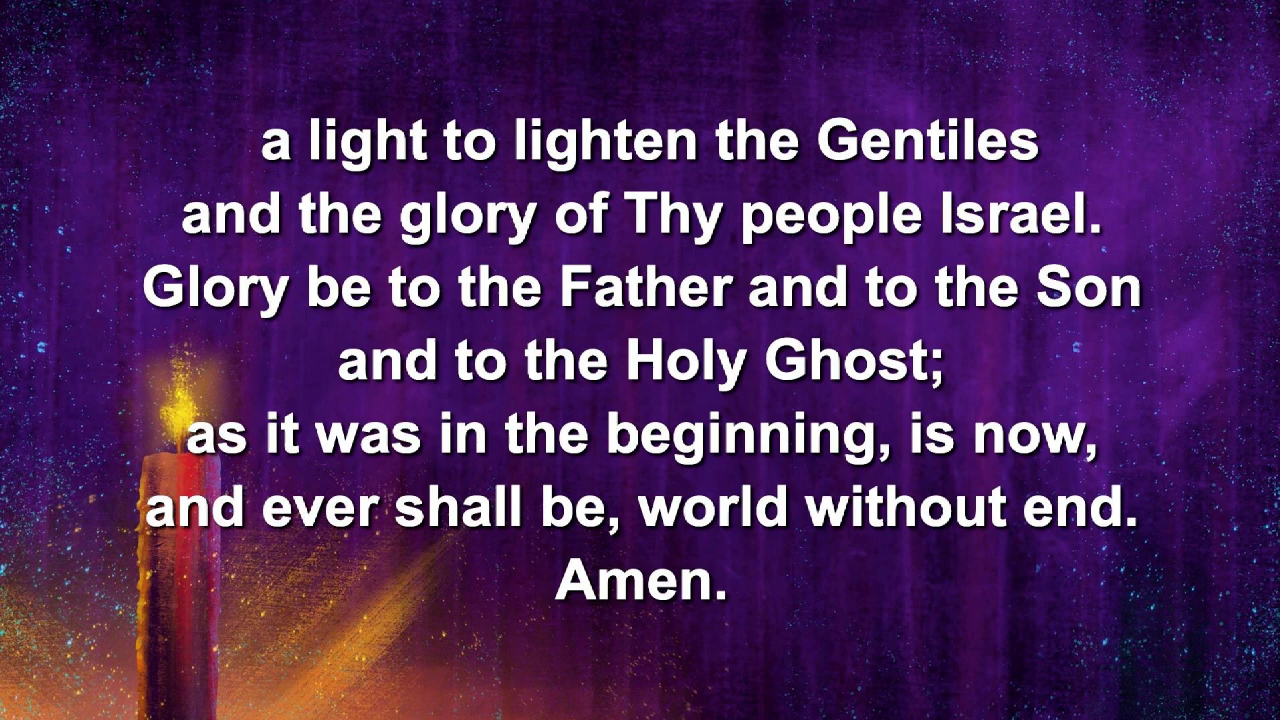 a light to lighten the Gentiles
and the glory of Thy people Israel.
Glory be to the Father and to the Son
and to the Holy Ghost;
as it was in the beginning, is now,
and ever shall be, world without end.
Amen.